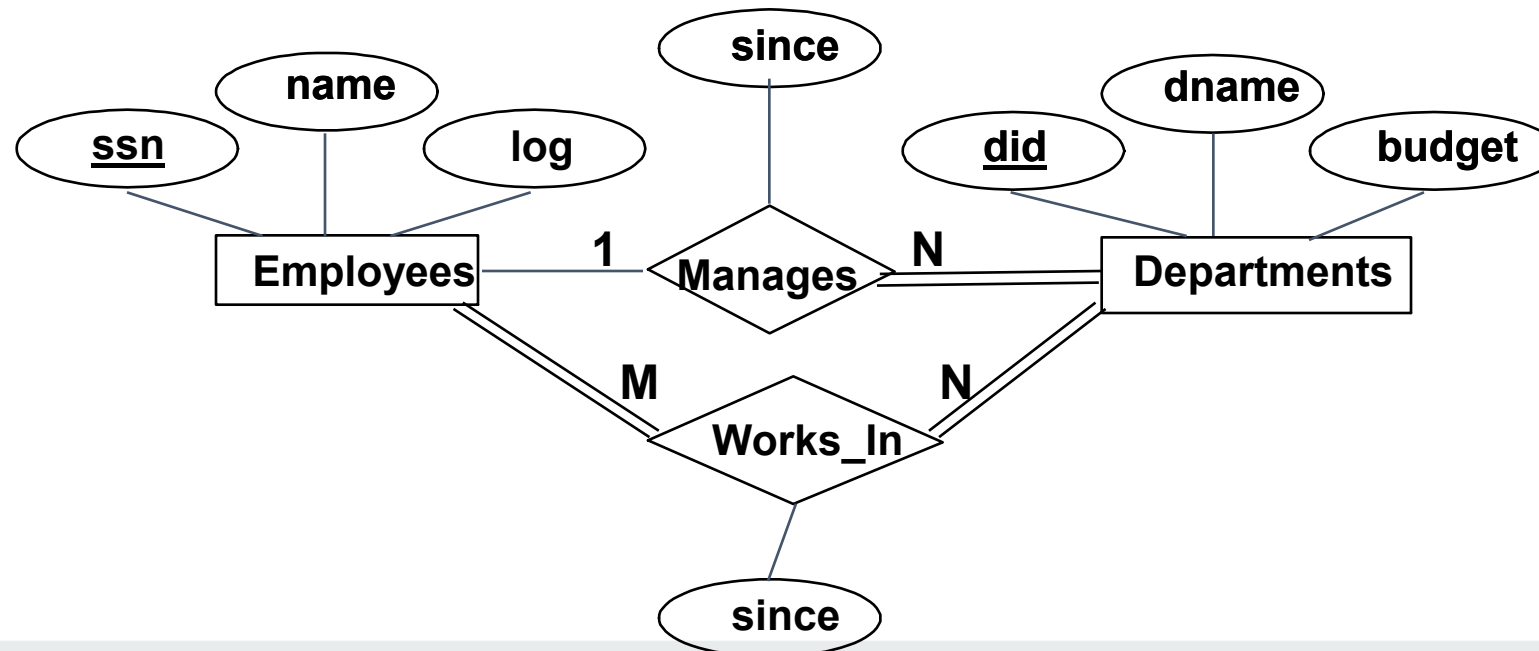 since
name
dname
ssn
log
did
budget
1
N
Employees
Manages
Departments
M
N
Works_In
since